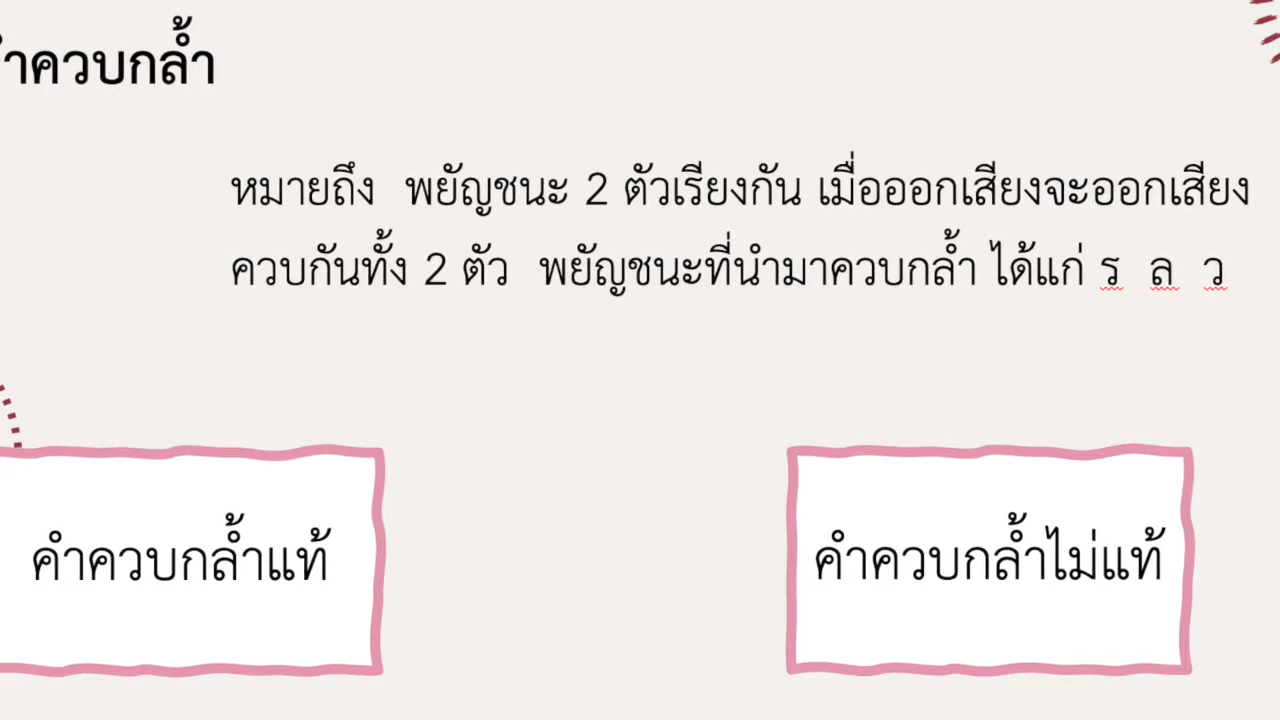 คำควบกล้ำ
หมายถึง พยัญชนะ 2 ตัวเรียงกัน เมื่อออกเสียงจะออกเสียง
ควบกันทั้ง 2 ตัว พยัญชนะที่นำมาควบกล้ำ ได้แก่ ร ล ว
คำควบกล้ำแท้
คำควบกล้ำไม่แท้